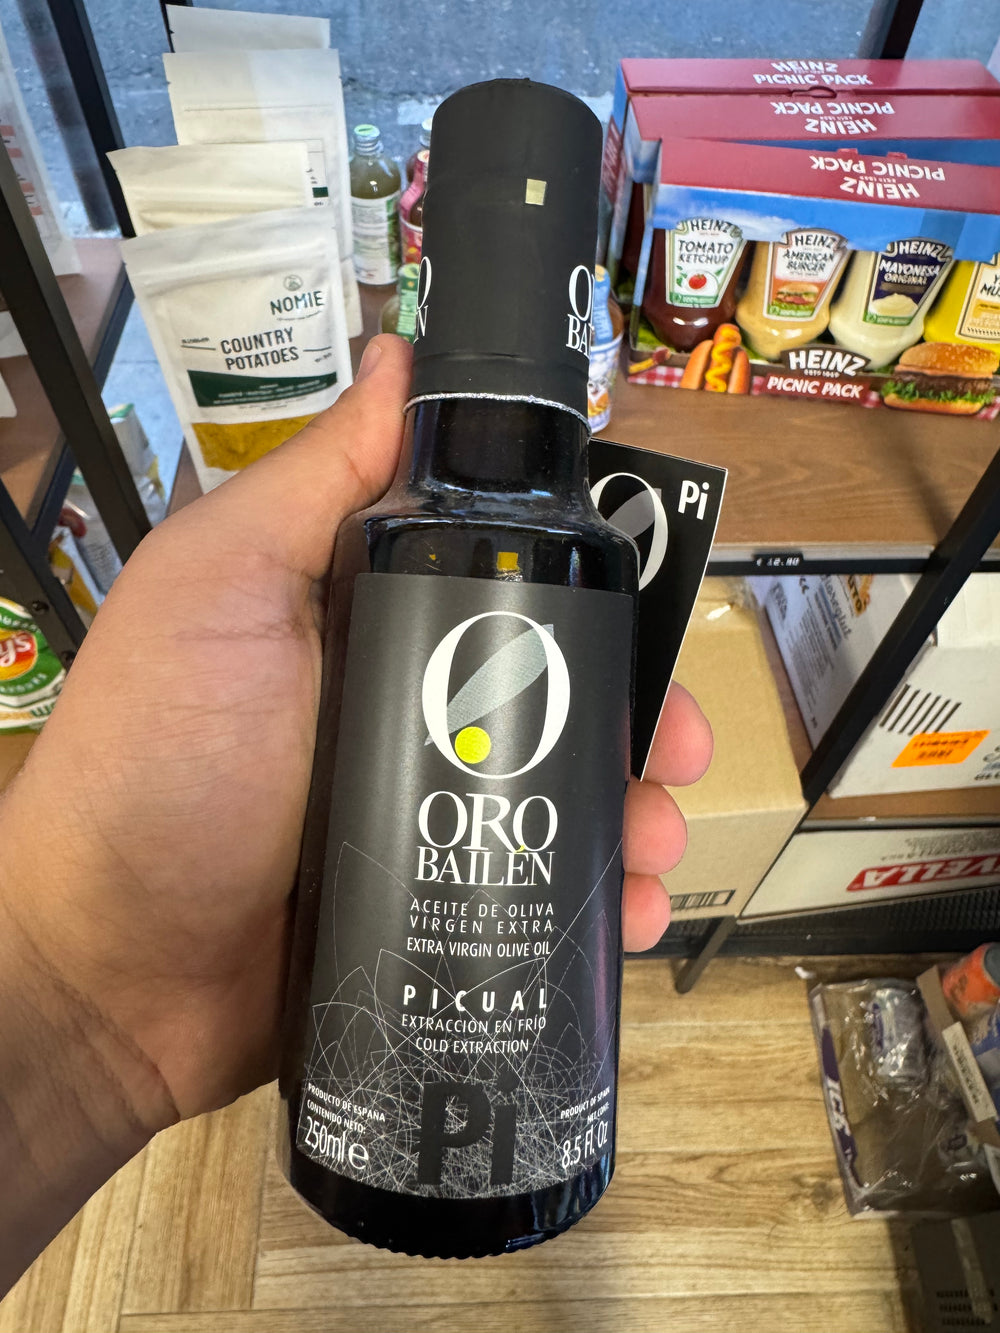 ORO
BAILÉN
ACEITE DE OLIVA
VIRGEN EXTRA
EXTRA VIRGIN OLIVE OIL
PICUAL
EXTRACCIÓN EN FRÍO
COLD EXTRACTION
Pi
PRODUCTO DE ESPAÑA
CONTENIDO NETO:
250ml e
PRODUCT OF SPAIN
NET. CONT:
8.5 Fl. Oz
Pi
NOMIE
COUNTRY
POTATOES
HEINZ
PICNIC PACK
PICNIC PACK
HEINZ
PICNIC PACK
HEINZ
HEINZ
TOMATO
KETCHUP
HEINZ
AMERICAN
BURGER
HEINZ
MAYONESA
ORIGINAL
HEINZ
ESTD 1869
PICNIC PACK
€ 12.90